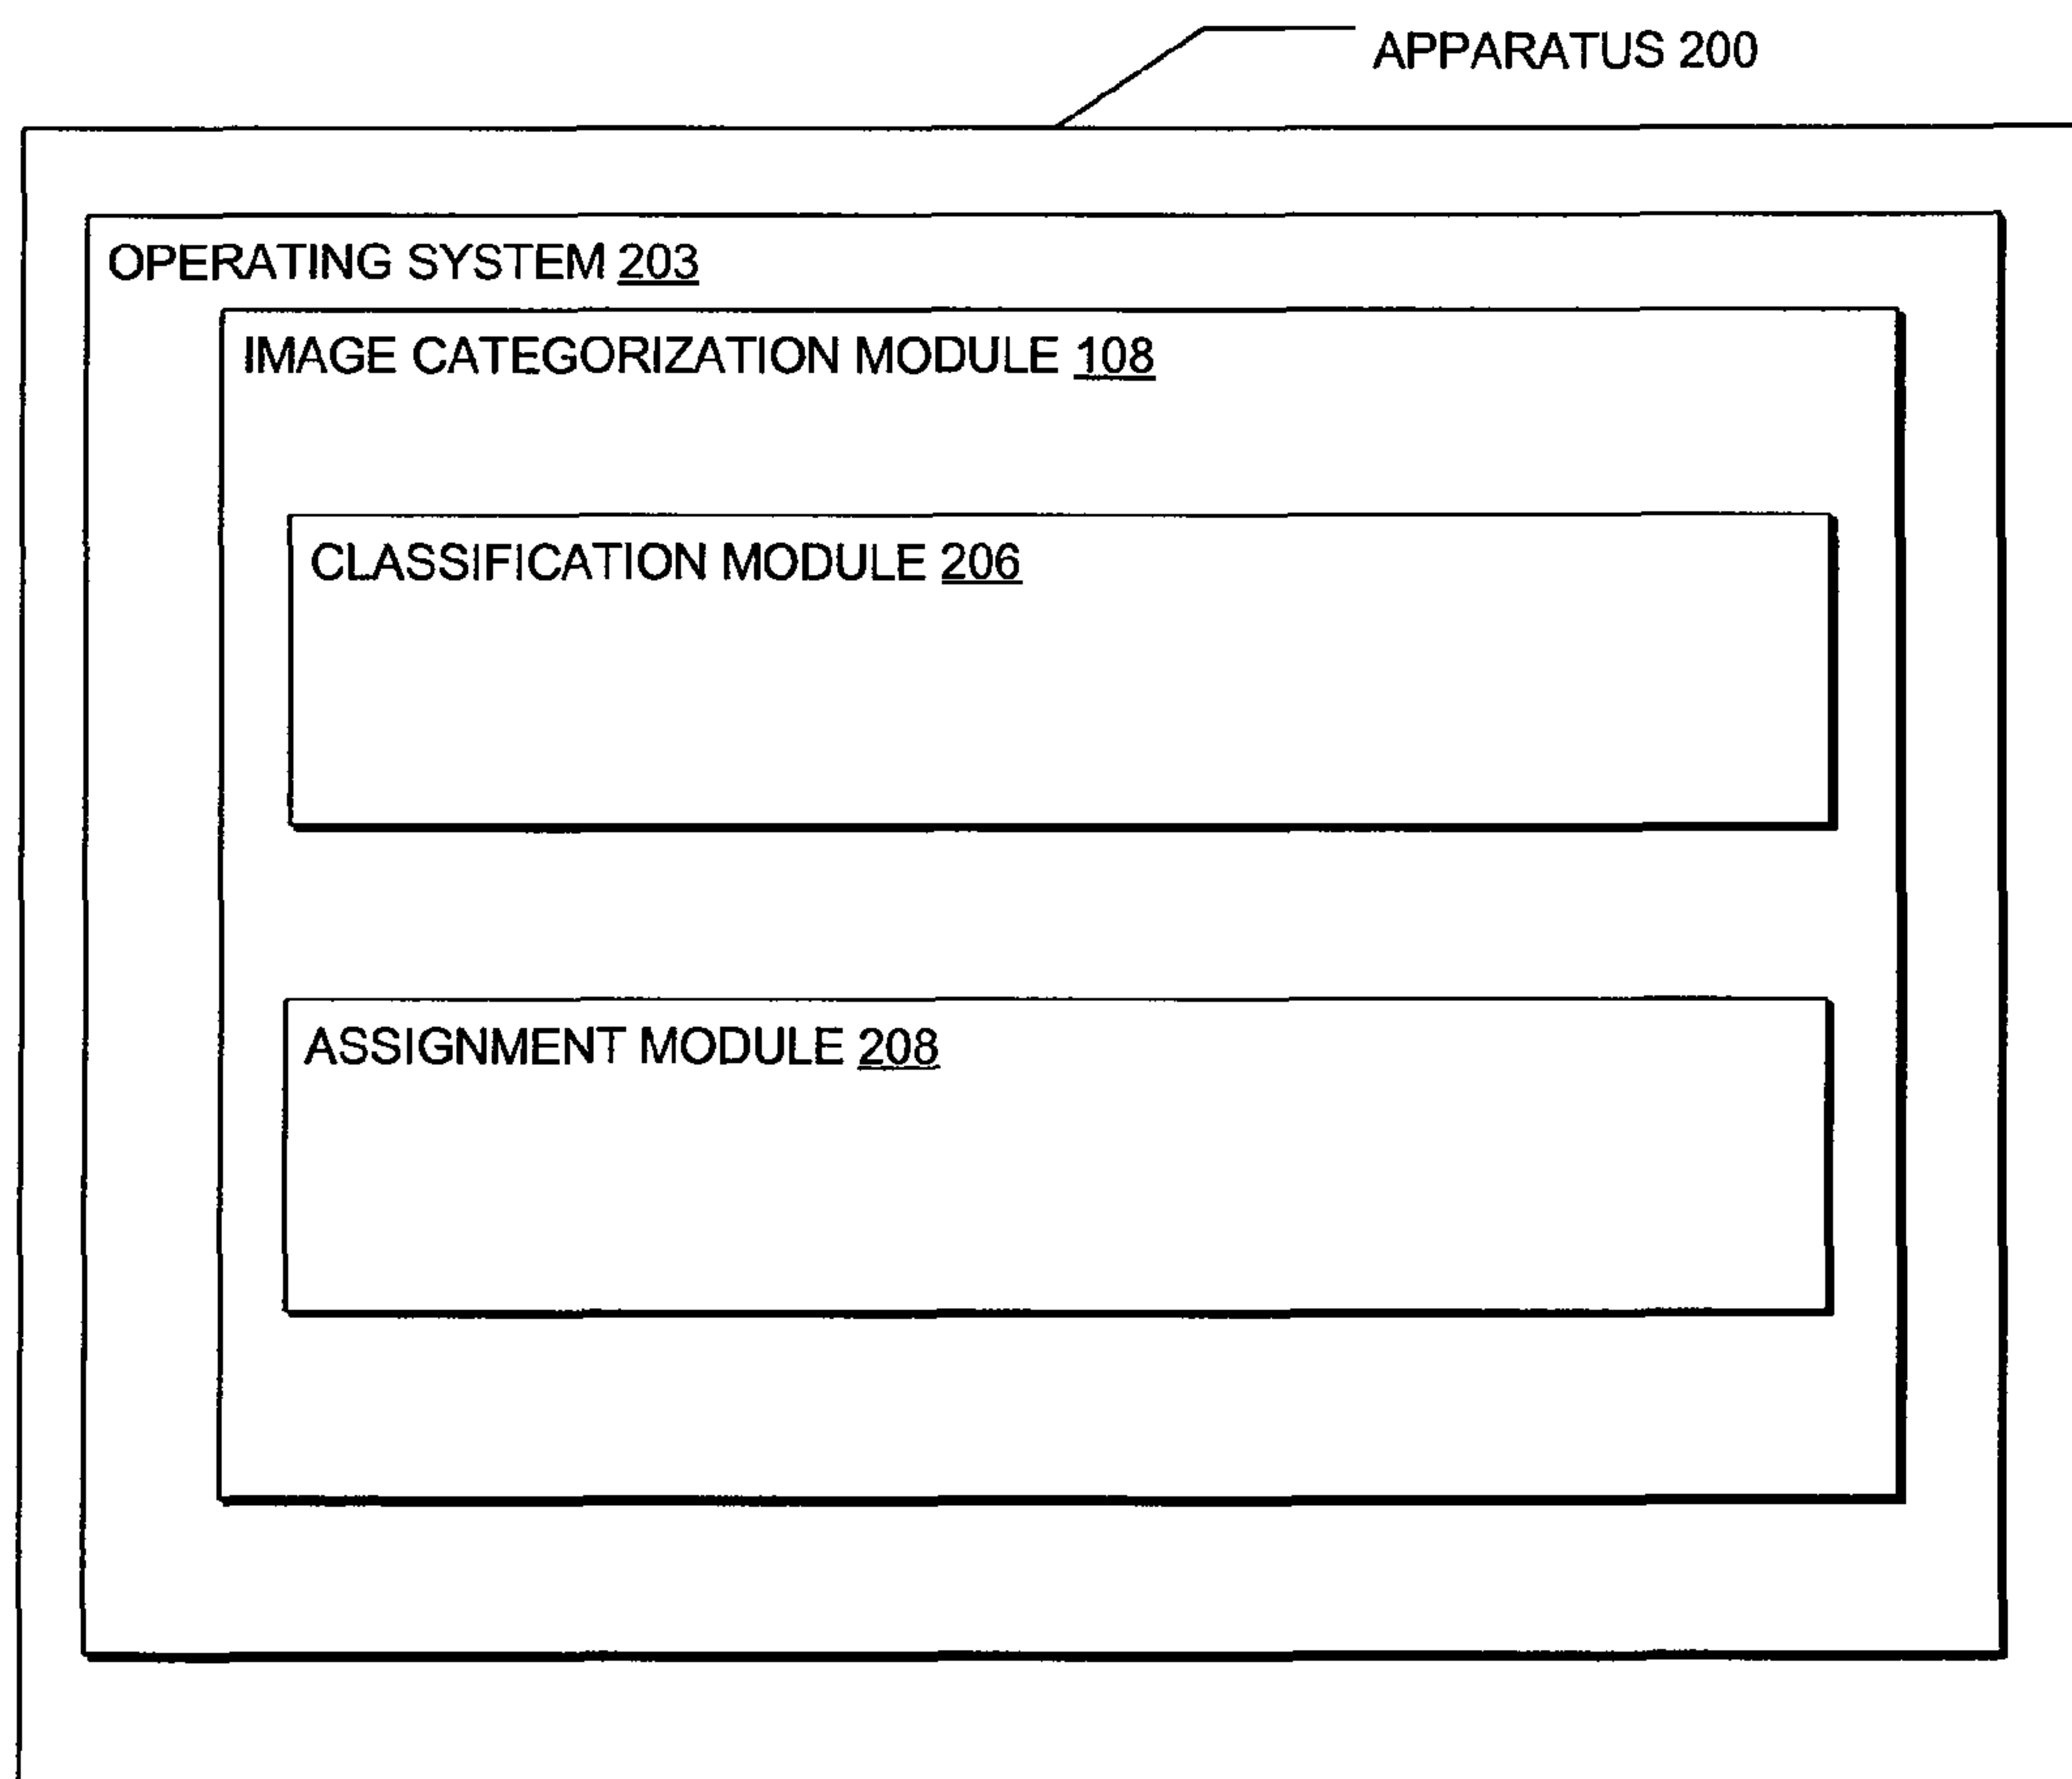 APPARATUS 200
OPERATING SYSTEM 203
IMAGE CATEGORIZATION MODULE 108
CLASSIFICATION MODULE 206
ASSIGNMENT MODULE 208